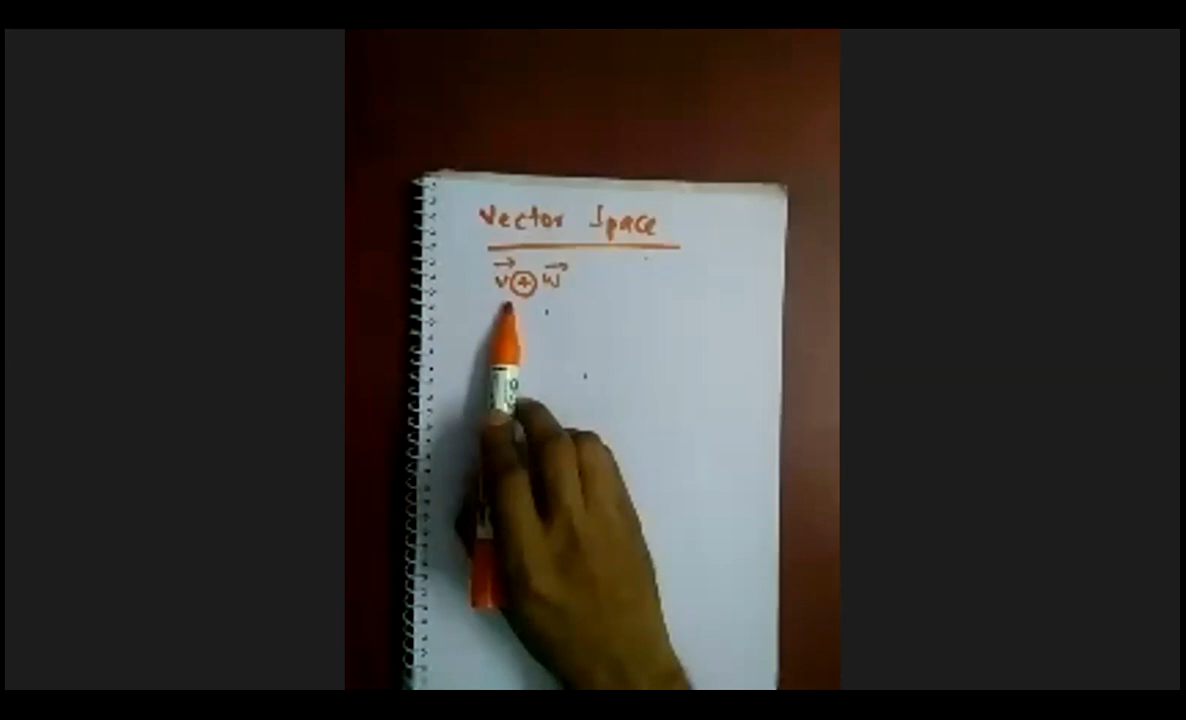 Vector Space
v⃗ ⊕ w⃗